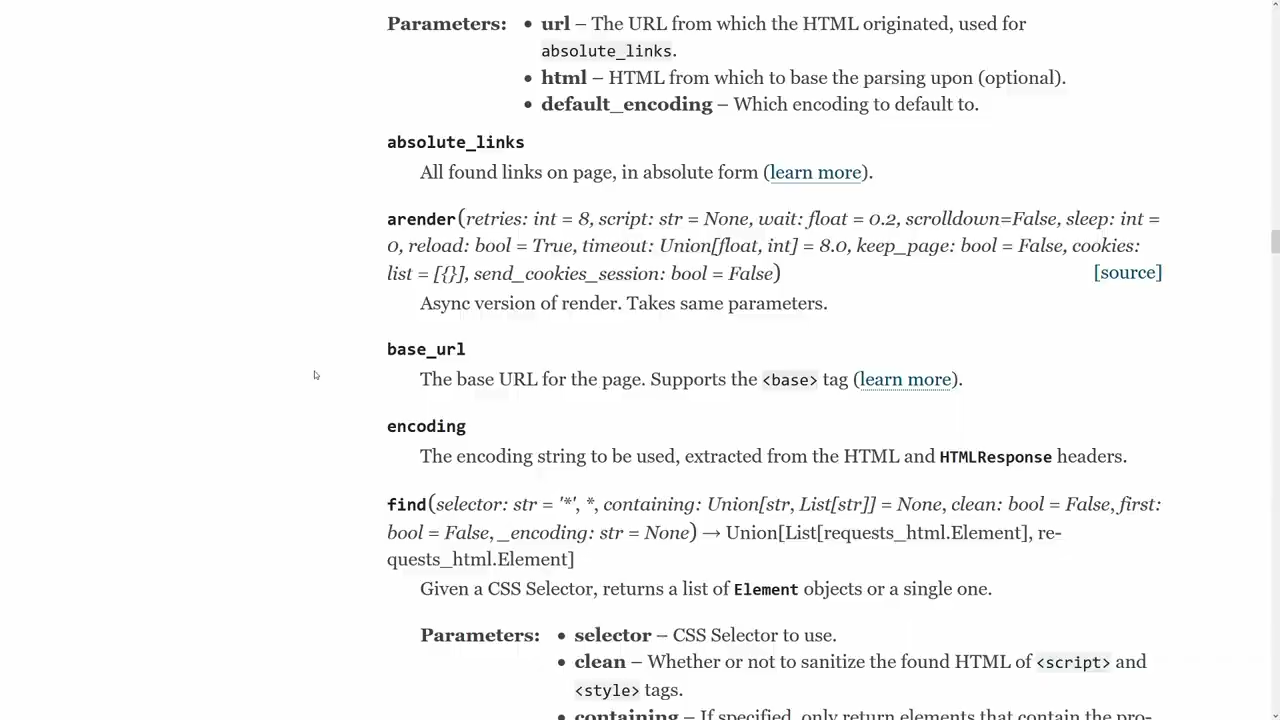 Parameters: • url – The URL from which the HTML originated, used for
absolute_links.
• html – HTML from which to base the parsing upon (optional).
• default_encoding – Which encoding to default to.
absolute_links
All found links on page, in absolute form (learn more).
arender(retries: int = 8, script: str = None, wait: float = 0.2, scrolldown=False, sleep: int =
0, reload: bool = True, timeout: Union[float, int] = 8.0, keep_page: bool = False, cookies:
list = [{}], send_cookies_session: bool = False) [source]
Async version of render. Takes same parameters.
base_url
The base URL for the page. Supports the <base> tag (learn more).
encoding
The encoding string to be used, extracted from the HTML and HTMLResponse headers.
find(selector: str = '*', *, containing: Union[str, List[str]] = None, clean: bool = False, first:
bool = False, _encoding: str = None) → Union[List[requests_html.Element], re-
quests_html.Element]
Given a CSS Selector, returns a list of Element objects or a single one.
Parameters: • selector – CSS Selector to use.
• clean – Whether or not to sanitize the found HTML of <script> and
<style> tags.
• containing – If specified, only return elements that contain the pro-